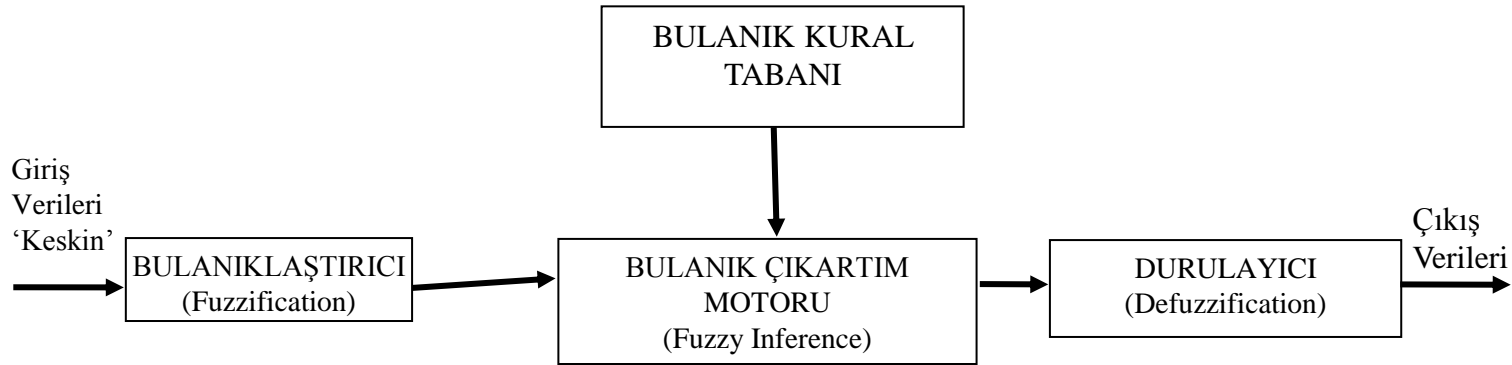 BULANIK KURAL
TABANI
Giriş
Verileri
‘Keskin’
BULANIKLAŞTIRICI
(Fuzzification)
BULANIK ÇIKARTIM
MOTORU
(Fuzzy Inference)
DURULAYICI
(Defuzzification)
Çıkış
Verileri